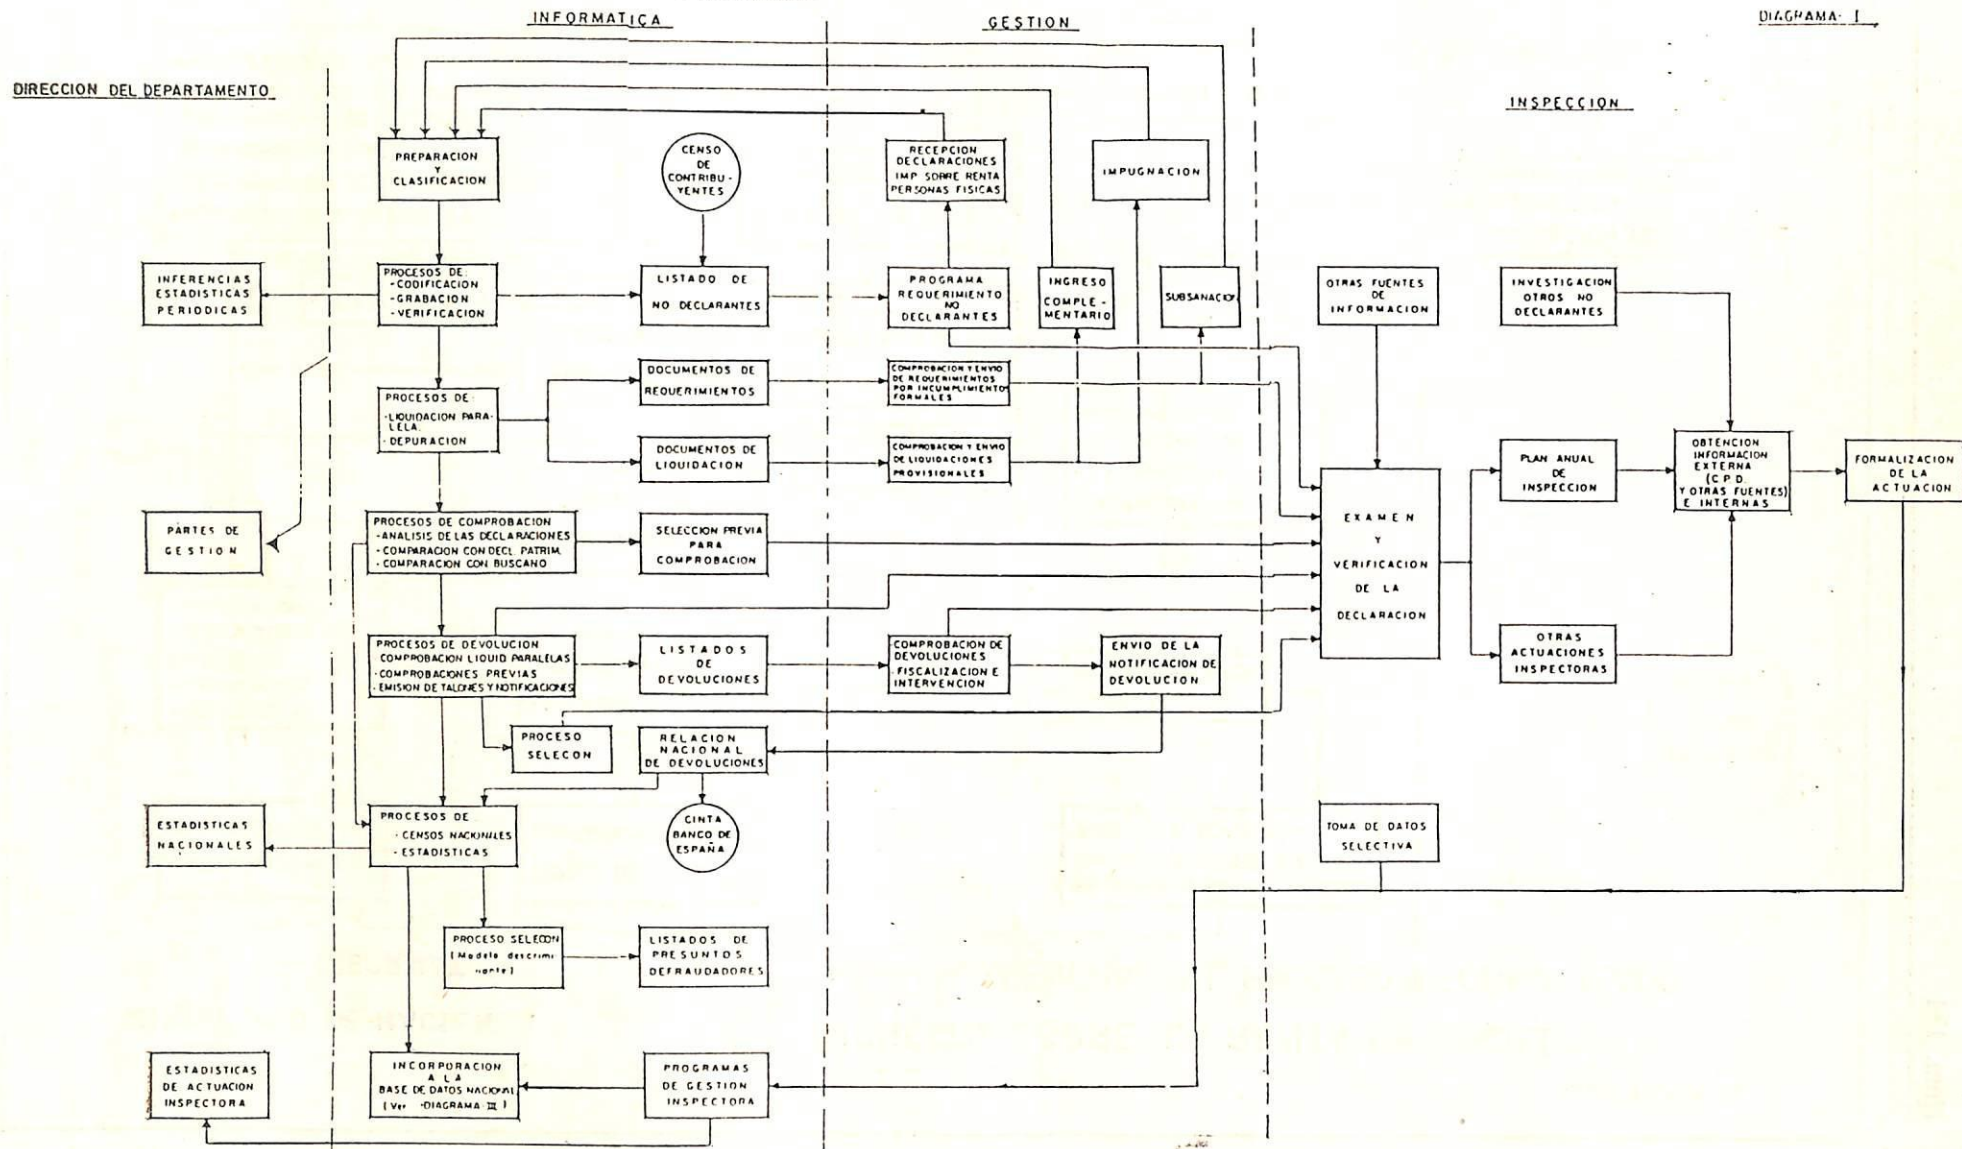 INFORMATICA
GESTION
DIAGRAMA- I
DIRECCION DEL DEPARTAMENTO
INSPECCION
PREPARACION
Y
CLASIFICACION
CENSO
DE
CONTRIBU-
YENTES
RECEPCION
DECLARACIONES
IMP SOBRE RENTA
PERSONAS FISICAS
IMPUGNACION
INFERENCIAS
ESTADISTICAS
PERIODICAS
PROCESOS DE:
-CODIFICACION
-GRABACION
-VERIFICACION
LISTADO DE
NO DECLARANTES
PROGRAMA
REQUERIMIENTO
NO
DECLARANTES
INGRESO
COMPLE-
MENTARIO
SUBSANACION
OTRAS FUENTES
DE
INFORMACION
INVESTIGACION
OTROS NO
DECLARANTES
PROCESOS DE:
-LIQUIDACION PARA-
LELA.
-DEPURACION
DOCUMENTOS DE
REQUERIMIENTOS
COMPROBACION Y ENVIO
DE REQUERIMIENTOS
POR INCUMPLIMIENTO
FORMALES
DOCUMENTOS DE
LIQUIDACION
COMPROBACION Y ENVIO
DE LIQUIDACIONES
PROVISIONALES
PLAN ANUAL
DE
INSPECCION
OBTENCION
INFORMACION
EXTERNA
(C.P.D.
Y OTRAS FUENTES)
E INTERNAS
FORMALIZACION
DE LA
ACTUACION
PARTES DE
GESTION
PROCESOS DE COMPROBACION
-ANALISIS DE LAS DECLARACIONES
-COMPARACION CON DECL. PATRIM.
-COMPARACION CON BUSCANO
SELECCION PREVIA
PARA
COMPROBACION
EXAMEN
Y
VERIFICACION
DE LA
DECLARACION
PROCESOS DE DEVOLUCION
COMPROBACION LIQUID PARALELAS
-COMPROBACIONES PREVIAS
-EMISION DE TALONES Y NOTIFICACIONES
LISTADOS
DE
DEVOLUCIONES
-COMPROBACION DE
DEVOLUCIONES
-FISCALIZACION E
INTERVENCION
ENVIO DE LA
NOTIFICACION DE
DEVOLUCION
OTRAS
ACTUACIONES
INSPECTORAS
PROCESO
SELECON
RELACION
NACIONAL
DE DEVOLUCIONES
ESTADISTICAS
NACIONALES
PROCESOS DE
- CENSOS NACIONALES
- ESTADISTICAS
CINTA
BANCO DE
ESPAÑA
TOMA DE DATOS
SELECTIVA
PROCESO SELECON
(Modelo descrimi-
nante)
LISTADOS DE
PRESUNTOS
DEFRAUDADORES
ESTADISTICAS
DE ACTUACION
INSPECTORA
INCORPORACION
A LA
BASE DE DATOS NACIONAL
(Ver -DIAGRAMA-III)
PROGRAMAS
DE GESTION
INSPECTORA